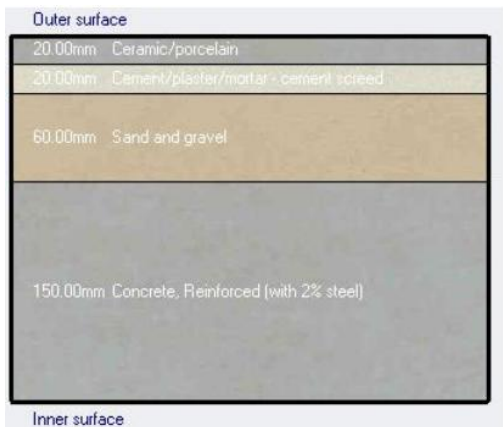 Outer surface
20.00mm Ceramic/porcelain
20.00mm Cement/plaster/mortar - cement screed
60.00mm Sand and gravel
150.00mm Concrete, Reinforced (with 2% steel)
Inner surface